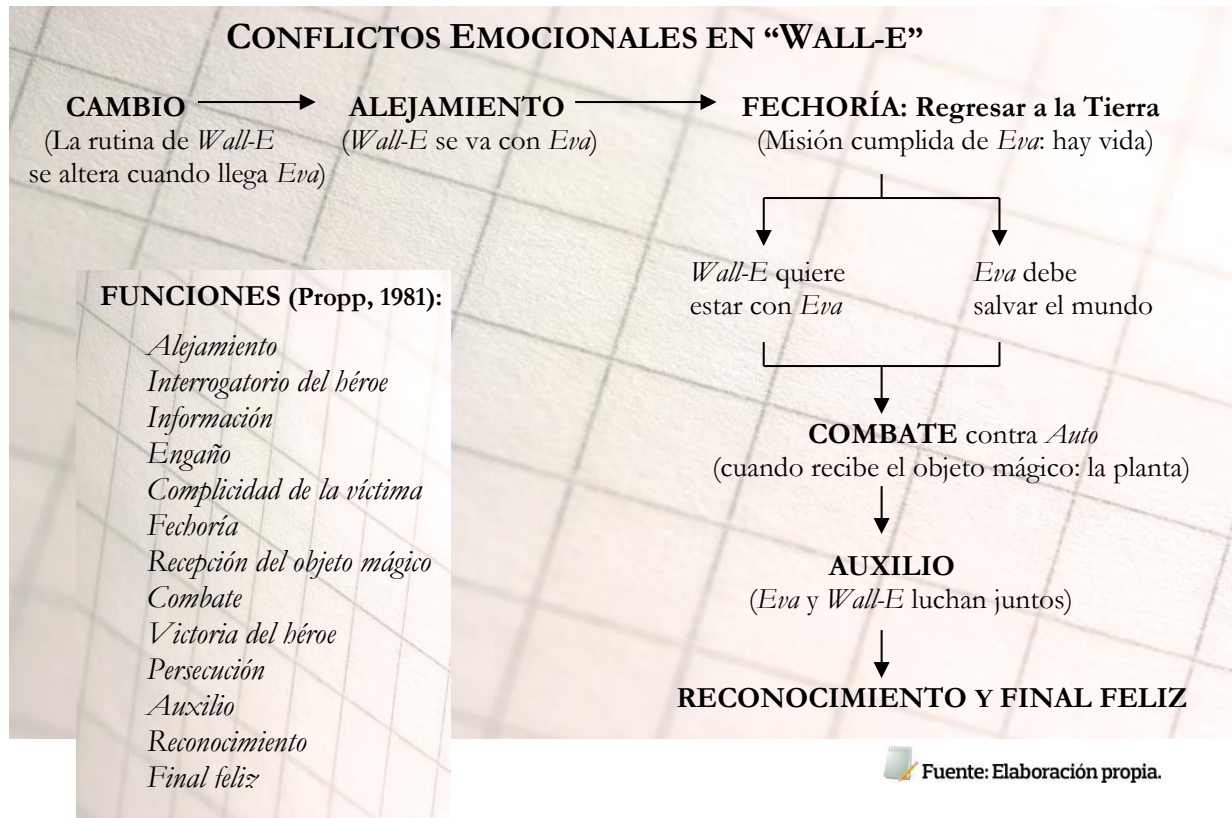 CONFLICTOS EMOCIONALES EN “WALL-E”
CAMBIO
(La rutina de Wall-E
se altera cuando llega Eva)
ALEJAMIENTO
(Wall-E se va con Eva)
FECHORÍA: Regresar a la Tierra
(Misión cumplida de Eva: hay vida)
Wall-E quiere
estar con Eva
Eva debe
salvar el mundo
COMBATE contra Auto
(cuando recibe el objeto mágico: la planta)
AUXILIO
(Eva y Wall-E luchan juntos)
RECONOCIMIENTO Y FINAL FELIZ
FUNCIONES (Propp, 1981):
Alejamiento
Interrogatorio del héroe
Información
Engaño
Complicidad de la víctima
Fechoría
Recepción del objeto mágico
Combate
Victoria del héroe
Persecución
Auxilio
Reconocimiento
Final feliz
Fuente: Elaboración propia.